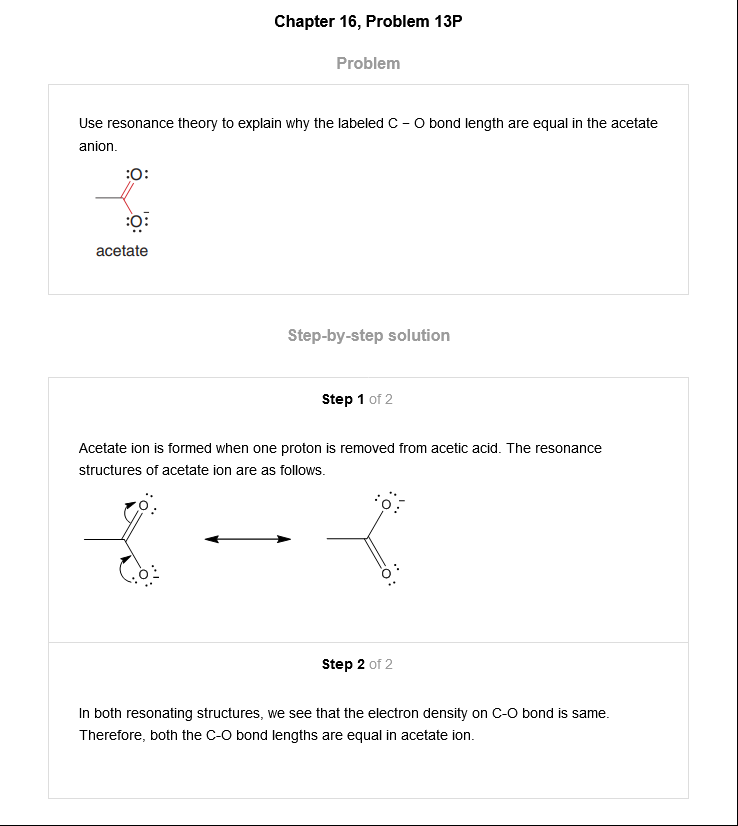 Chapter 16, Problem 13P
Problem
Use resonance theory to explain why the labeled C – O bond length are equal in the acetate
anion.
:O:
:O:⁻
acetate
Step-by-step solution
Step 1 of 2
Acetate ion is formed when one proton is removed from acetic acid. The resonance
structures of acetate ion are as follows.
O O
O O
Step 2 of 2
In both resonating structures, we see that the electron density on C-O bond is same.
Therefore, both the C-O bond lengths are equal in acetate ion.